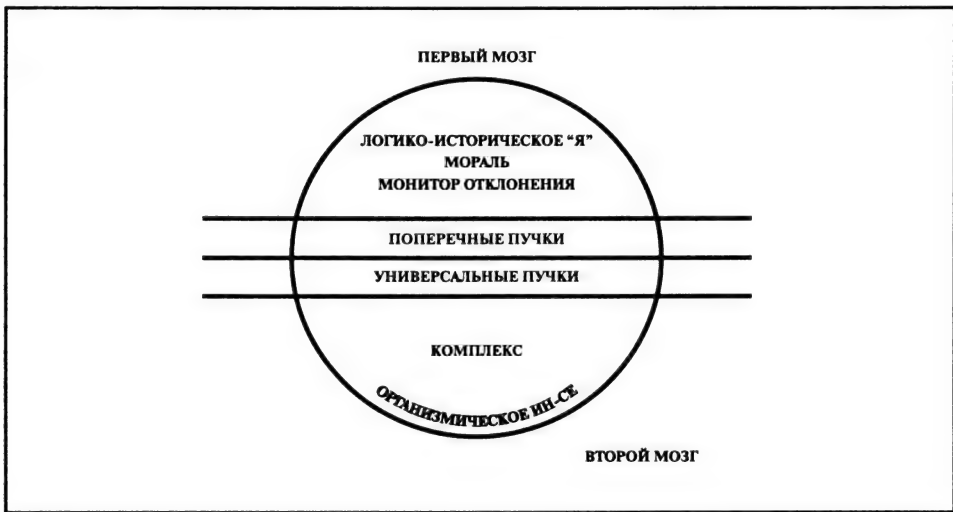 ПЕРВЫЙ МОЗГ
ЛОГИКО-ИСТОРИЧЕСКОЕ “Я”
МОРАЛЬ
МОНИТОР ОТКЛОНЕНИЯ
ПОПЕРЕЧНЫЕ ПУЧКИ
УНИВЕРСАЛЬНЫЕ ПУЧКИ
КОМПЛЕКС
ОРГАНИЗМИЧЕСКОЕ ИН-СЕ
ВТОРОЙ МОЗГ